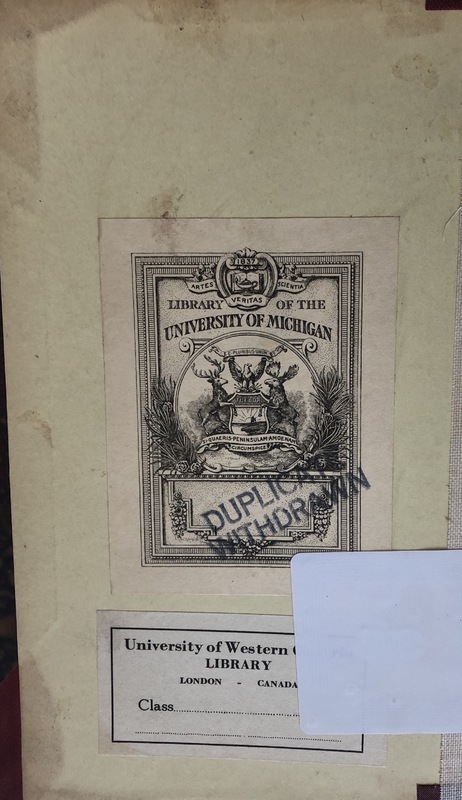 1837
ARTES SCIENTIA
VERITAS
LIBRARY OF THE
UNIVERSITY OF MICHIGAN
E PLURIBUS UNUM
TUEBOR
SI-QUAERIS-PENINSULAM-AMOENAM
CIRCUMSPICE
DUPLICATE
WITHDRAWN
University of Western
LIBRARY
LONDON - CANADA
Class